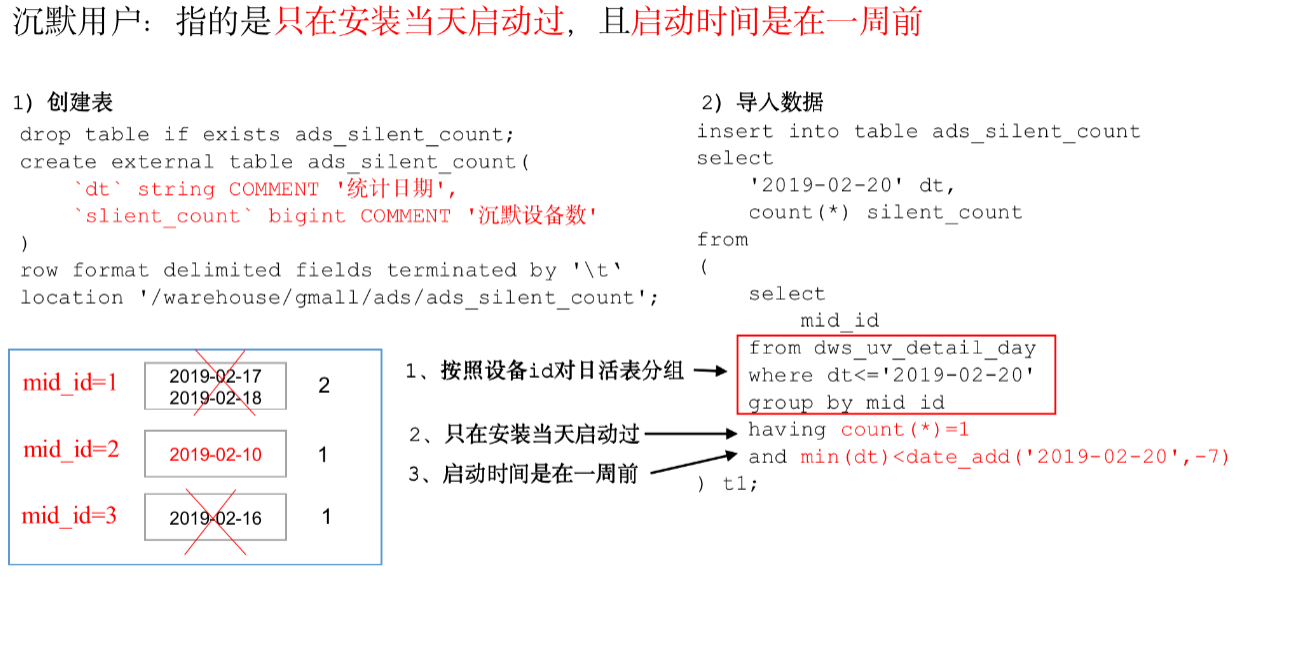 沉默用户：指的是只在安装当天启动过，且启动时间是在一周前
1) 创建表
drop table if exists ads_silent_count;
create external table ads_silent_count(
`dt` string COMMENT '统计日期',
`slient_count` bigint COMMENT '沉默设备数'
)
row format delimited fields terminated by '\t‘
location '/warehouse/gmall/ads/ads_silent_count';
2) 导入数据
insert into table ads_silent_count
select
'2019-02-20' dt,
count(*) silent_count
from
(
select
mid_id
from dws_uv_detail_day
where dt<='2019-02-20'
group by mid_id
having count(*)=1
and min(dt)<date_add('2019-02-20',-7)
) t1;
mid_id=1
2019-02-17
2019-02-18
2
mid_id=2
2019-02-10
1
mid_id=3
2019-02-16
1
1、按照设备id对日活表分组
2、只在安装当天启动过
3、启动时间是在一周前